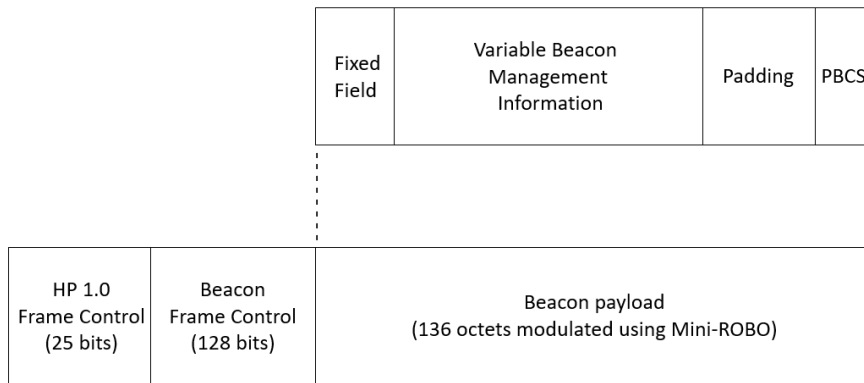 Fixed
Field
Variable Beacon
Management
Information
Padding
PBCS
HP 1.0
Frame Control
(25 bits)
Beacon
Frame Control
(128 bits)
Beacon payload
(136 octets modulated using Mini-ROBO)